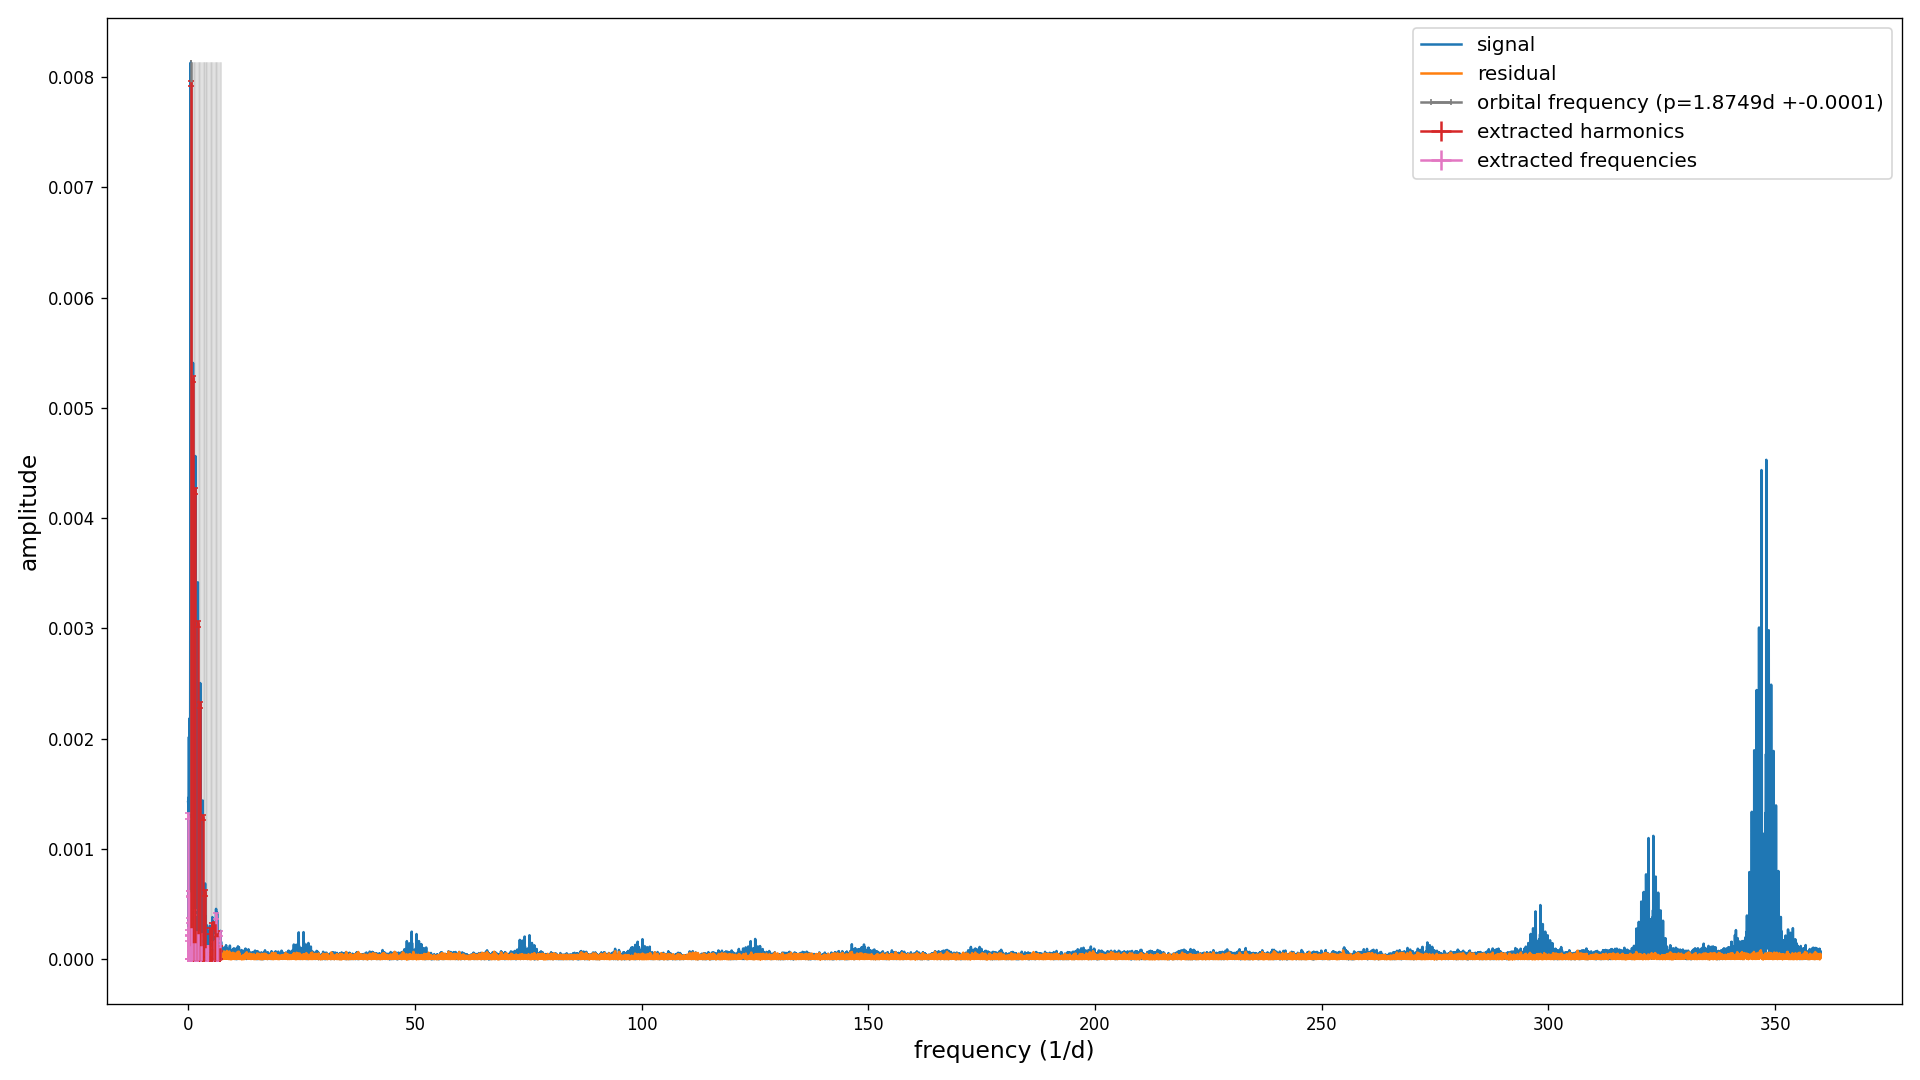 signal
residual
orbital frequency (p=1.8749d +-0.0001)
extracted harmonics
extracted frequencies
0.008
0.007
0.006
0.005
0.004
0.003
0.002
0.001
0.000
amplitude
0 50 100 150 200 250 300 350
frequency (1/d)